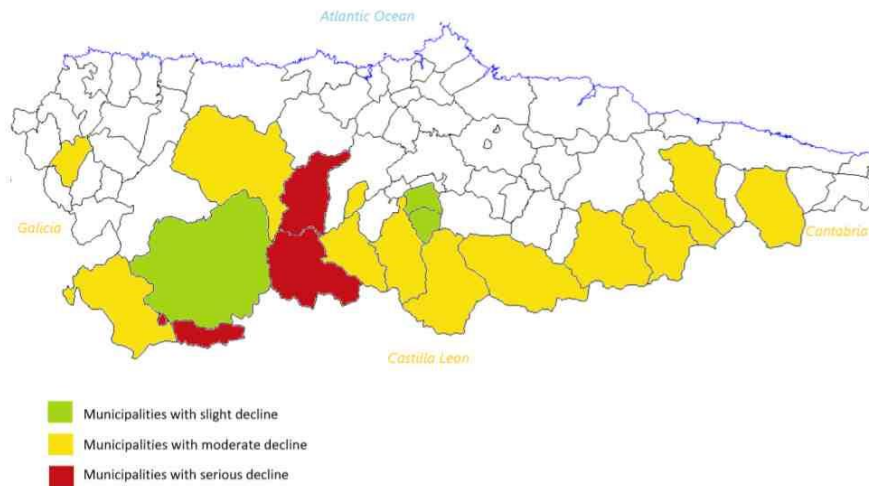 Atlantic Ocean
Galicia
Cantabria
Castilla Leon
Municipalities with slight decline
Municipalities with moderate decline
Municipalities with serious decline